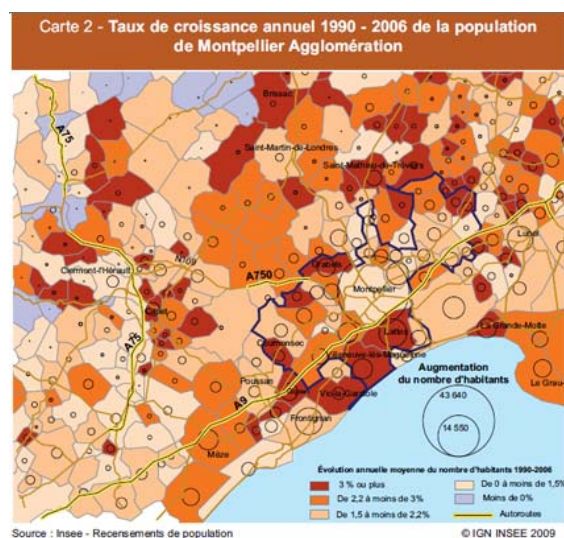 Carte 2 - Taux de croissance annuel 1990 - 2006 de la population
de Montpellier Agglomération
Brissac
A75
Saint-Martin-de-Londres
Saint-Mathieu-de-Tréviers
Lunel
N109
Clermont-l'Hérault
A750
Grabels
Montpellier
Canet
A75
Lattes
La Grande-Motte
Cournonsec
Villeneuve-lès-Maguelone
Augmentation
du nombre d'habitants
Le Grau-
Poussan
43 640
Vic-la-Gardiole
A9
14 550
Frontignan
Mèze
Évolution annuelle moyenne du nombre d'habitants 1990-2006
3 % ou plus
De 0 à moins de 1,5%
De 2,2 à moins de 3%
Moins de 0%
De 1,5 à moins de 2,2%
Autoroutes
Source : Insee - Recensements de population
© IGN INSEE 2009